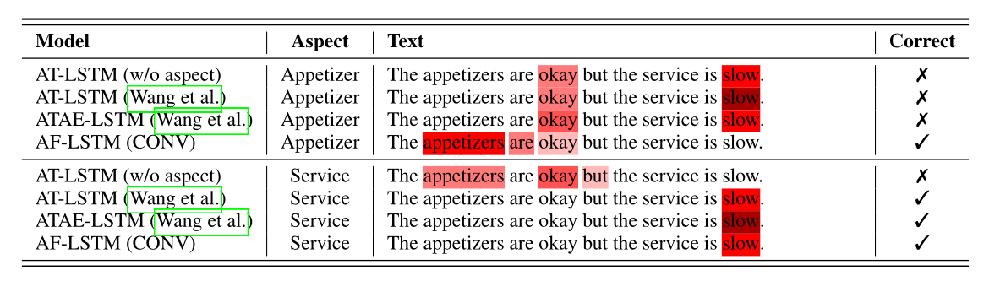 Model Aspect Text Correct
AT-LSTM (w/o aspect) Appetizer The appetizers are okay but the service is slow. ✗
AT-LSTM (Wang et al.) Appetizer The appetizers are okay but the service is slow. ✗
ATAE-LSTM (Wang et al.) Appetizer The appetizers are okay but the service is slow. ✗
AF-LSTM (CONV) Appetizer The appetizers are okay but the service is slow. ✓
AT-LSTM (w/o aspect) Service The appetizers are okay but the service is slow. ✗
AT-LSTM (Wang et al.) Service The appetizers are okay but the service is slow. ✓
ATAE-LSTM (Wang et al.) Service The appetizers are okay but the service is slow. ✓
AF-LSTM (CONV) Service The appetizers are okay but the service is slow. ✓